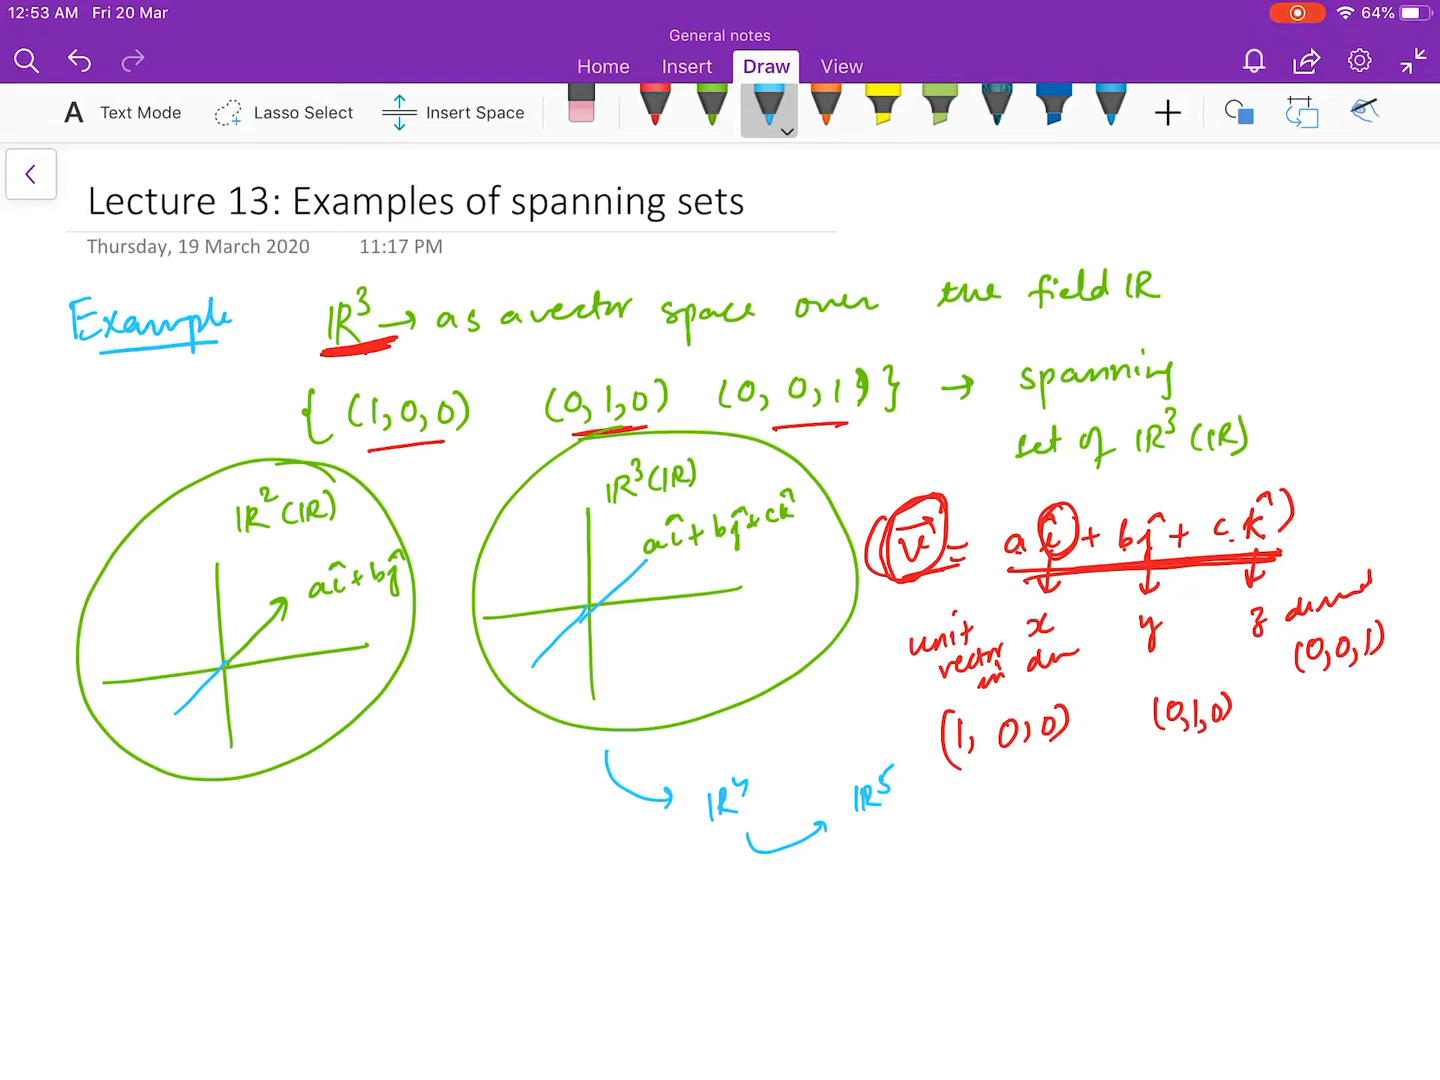 12:53 AM Fri 20 Mar 64%
General notes
Home Insert Draw View
A Text Mode Lasso Select Insert Space
Lecture 13: Examples of spanning sets
Thursday, 19 March 2020 11:17 PM
Example ℝ³ → as a vector space over the field ℝ
{ (1,0,0) (0,1,0) (0,0,1) } → spanning
set of ℝ³(ℝ)
ℝ²(ℝ)
aî + bĵ
ℝ³(ℝ)
aî + bĵ + ck̂
(v⃗ = aî + bĵ + c.k̂)
unit vector in x dirn
y
z
(1, 0, 0)
(0,1,0)
(0,0,1)
ℝ⁴ ℝ⁵